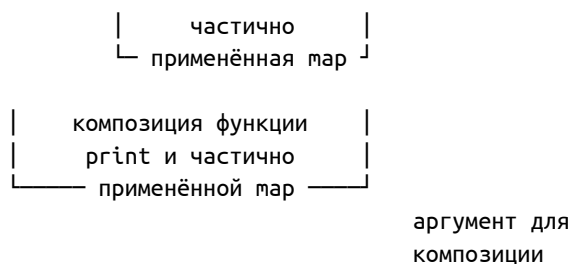 частично
применённая map
композиция функции
print и частично
применённой map
аргумент для
композиции